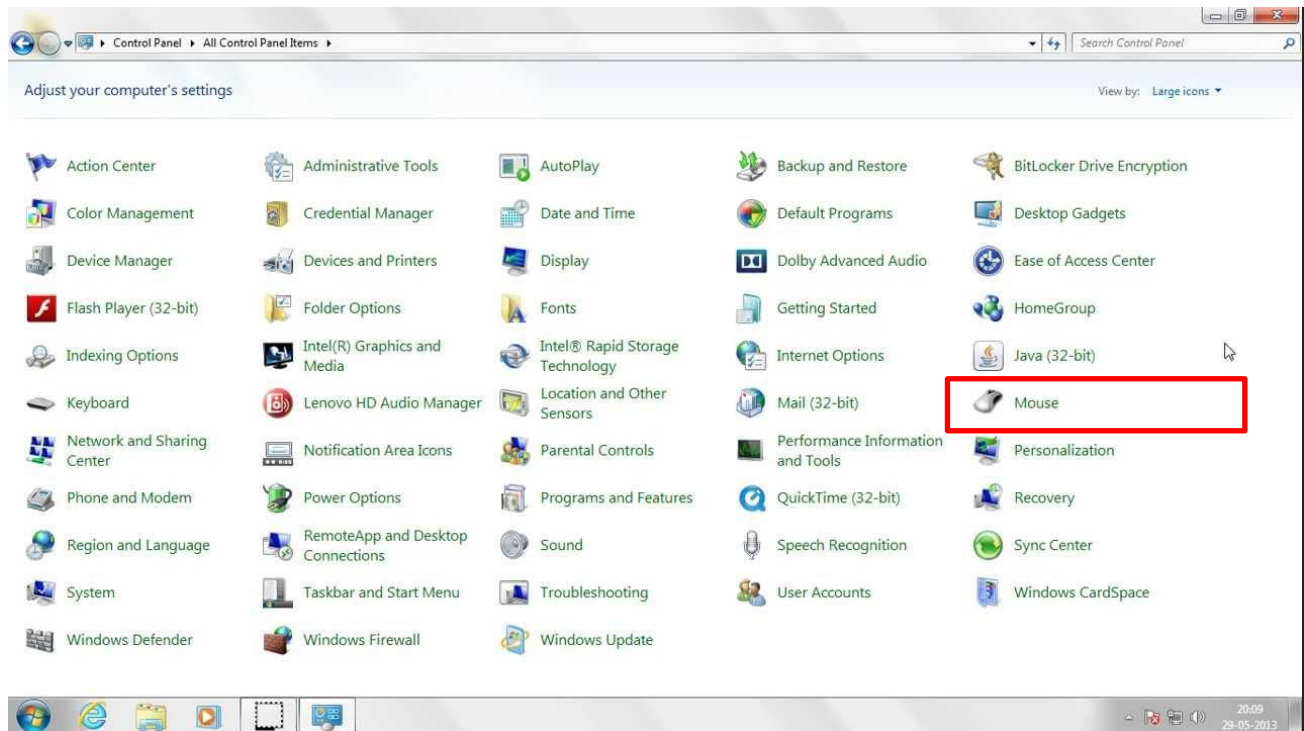 Control Panel All Control Panel Items
Search Control Panel
Adjust your computer's settings
View by: Large icons
Action Center
Administrative Tools
AutoPlay
Backup and Restore
BitLocker Drive Encryption
Color Management
Credential Manager
Date and Time
Default Programs
Desktop Gadgets
Device Manager
Devices and Printers
Display
Dolby Advanced Audio
Ease of Access Center
Flash Player (32-bit)
Folder Options
Fonts
Getting Started
HomeGroup
Indexing Options
Intel(R) Graphics and
Media
Intel® Rapid Storage
Technology
Internet Options
Java (32-bit)
Keyboard
Lenovo HD Audio Manager
Location and Other
Sensors
Mail (32-bit)
Mouse
Network and Sharing
Center
Notification Area Icons
Parental Controls
Performance Information
and Tools
Personalization
Phone and Modem
Power Options
Programs and Features
QuickTime (32-bit)
Recovery
Region and Language
RemoteApp and Desktop
Connections
Sound
Speech Recognition
Sync Center
System
Taskbar and Start Menu
Troubleshooting
User Accounts
Windows CardSpace
Windows Defender
Windows Firewall
Windows Update
20:09
29-05-2013